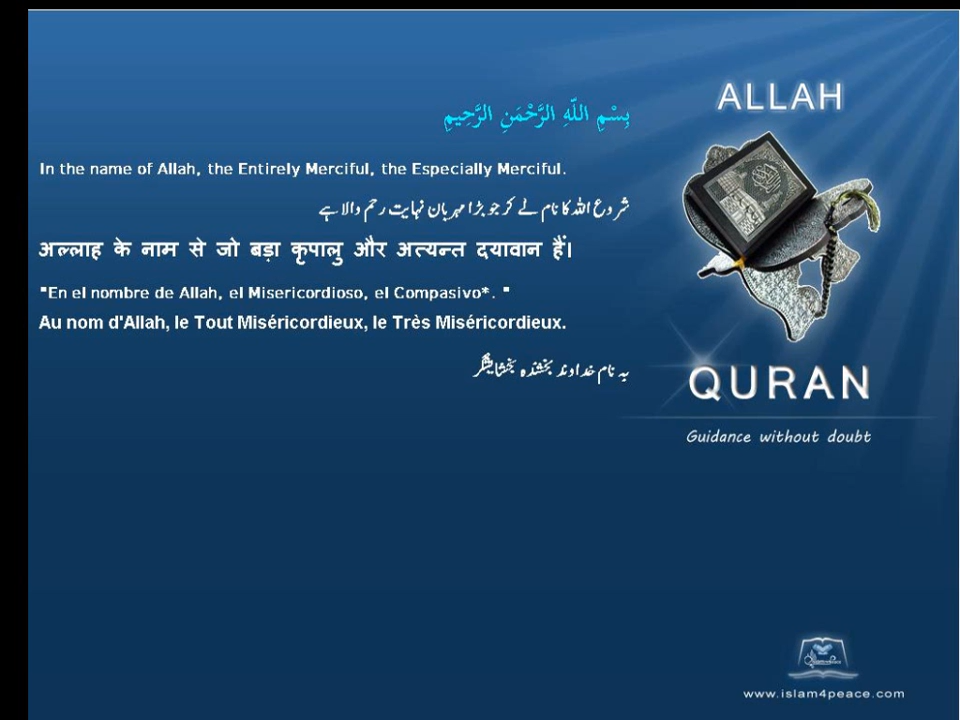 بِسْمِ اللَّهِ الرَّحْمَنِ الرَّحِيمِ
In the name of Allah, the Entirely Merciful, the Especially Merciful.
شروع الله کا نام لے کر جو بڑا مہربان نہایت رحم والا ہے
अल्लाह के नाम से जो बड़ा कृपालु और अत्यन्त दयावान हैं।
"En el nombre de Allah, el Misericordioso, el Compasivo*. "
Au nom d'Allah, le Tout Miséricordieux, le Très Miséricordieux.
به نام خداوند بخشنده بخشایشگر
ALLAH
QURAN
Guidance without doubt
www.islam4peace.com